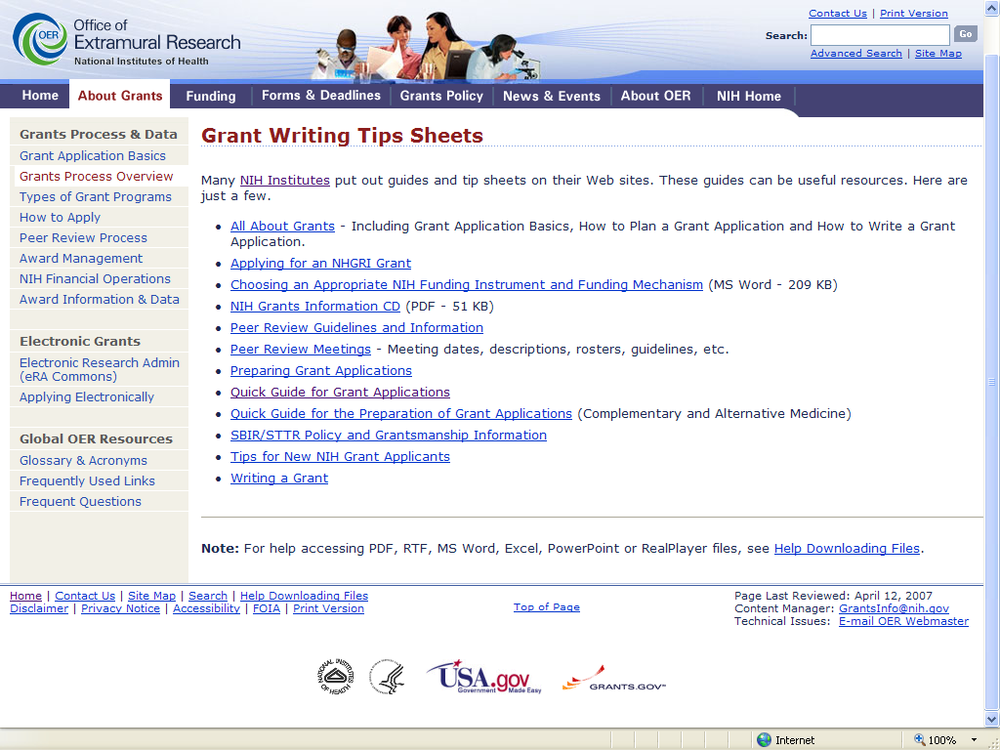 OER
Office of
Extramural Research
National Institutes of Health
Contact Us | Print Version
Search: Go
Advanced Search | Site Map
Home About Grants Funding Forms & Deadlines Grants Policy News & Events About OER NIH Home
Grants Process & Data
Grant Application Basics
Grants Process Overview
Types of Grant Programs
How to Apply
Peer Review Process
Award Management
NIH Financial Operations
Award Information & Data
Electronic Grants
Electronic Research Admin
(eRA Commons)
Applying Electronically
Global OER Resources
Glossary & Acronyms
Frequently Used Links
Frequent Questions
Grant Writing Tips Sheets
Many NIH Institutes put out guides and tip sheets on their Web sites. These guides can be useful resources. Here are
just a few.
• All About Grants - Including Grant Application Basics, How to Plan a Grant Application and How to Write a Grant
Application.
• Applying for an NHGRI Grant
• Choosing an Appropriate NIH Funding Instrument and Funding Mechanism (MS Word - 209 KB)
• NIH Grants Information CD (PDF - 51 KB)
• Peer Review Guidelines and Information
• Peer Review Meetings - Meeting dates, descriptions, rosters, guidelines, etc.
• Preparing Grant Applications
• Quick Guide for Grant Applications
• Quick Guide for the Preparation of Grant Applications (Complementary and Alternative Medicine)
• SBIR/STTR Policy and Grantsmanship Information
• Tips for New NIH Grant Applicants
• Writing a Grant
Note: For help accessing PDF, RTF, MS Word, Excel, PowerPoint or RealPlayer files, see Help Downloading Files.
Home | Contact Us | Site Map | Search | Help Downloading Files
Disclaimer | Privacy Notice | Accessibility | FOIA | Print Version
Top of Page
Page Last Reviewed: April 12, 2007
Content Manager: GrantsInfo@nih.gov
Technical Issues: E-mail OER Webmaster
NATIONAL INSTITUTES OF HEALTH
USA.gov
Government Made Easy
GRANTS.GOV℠
Internet
100%